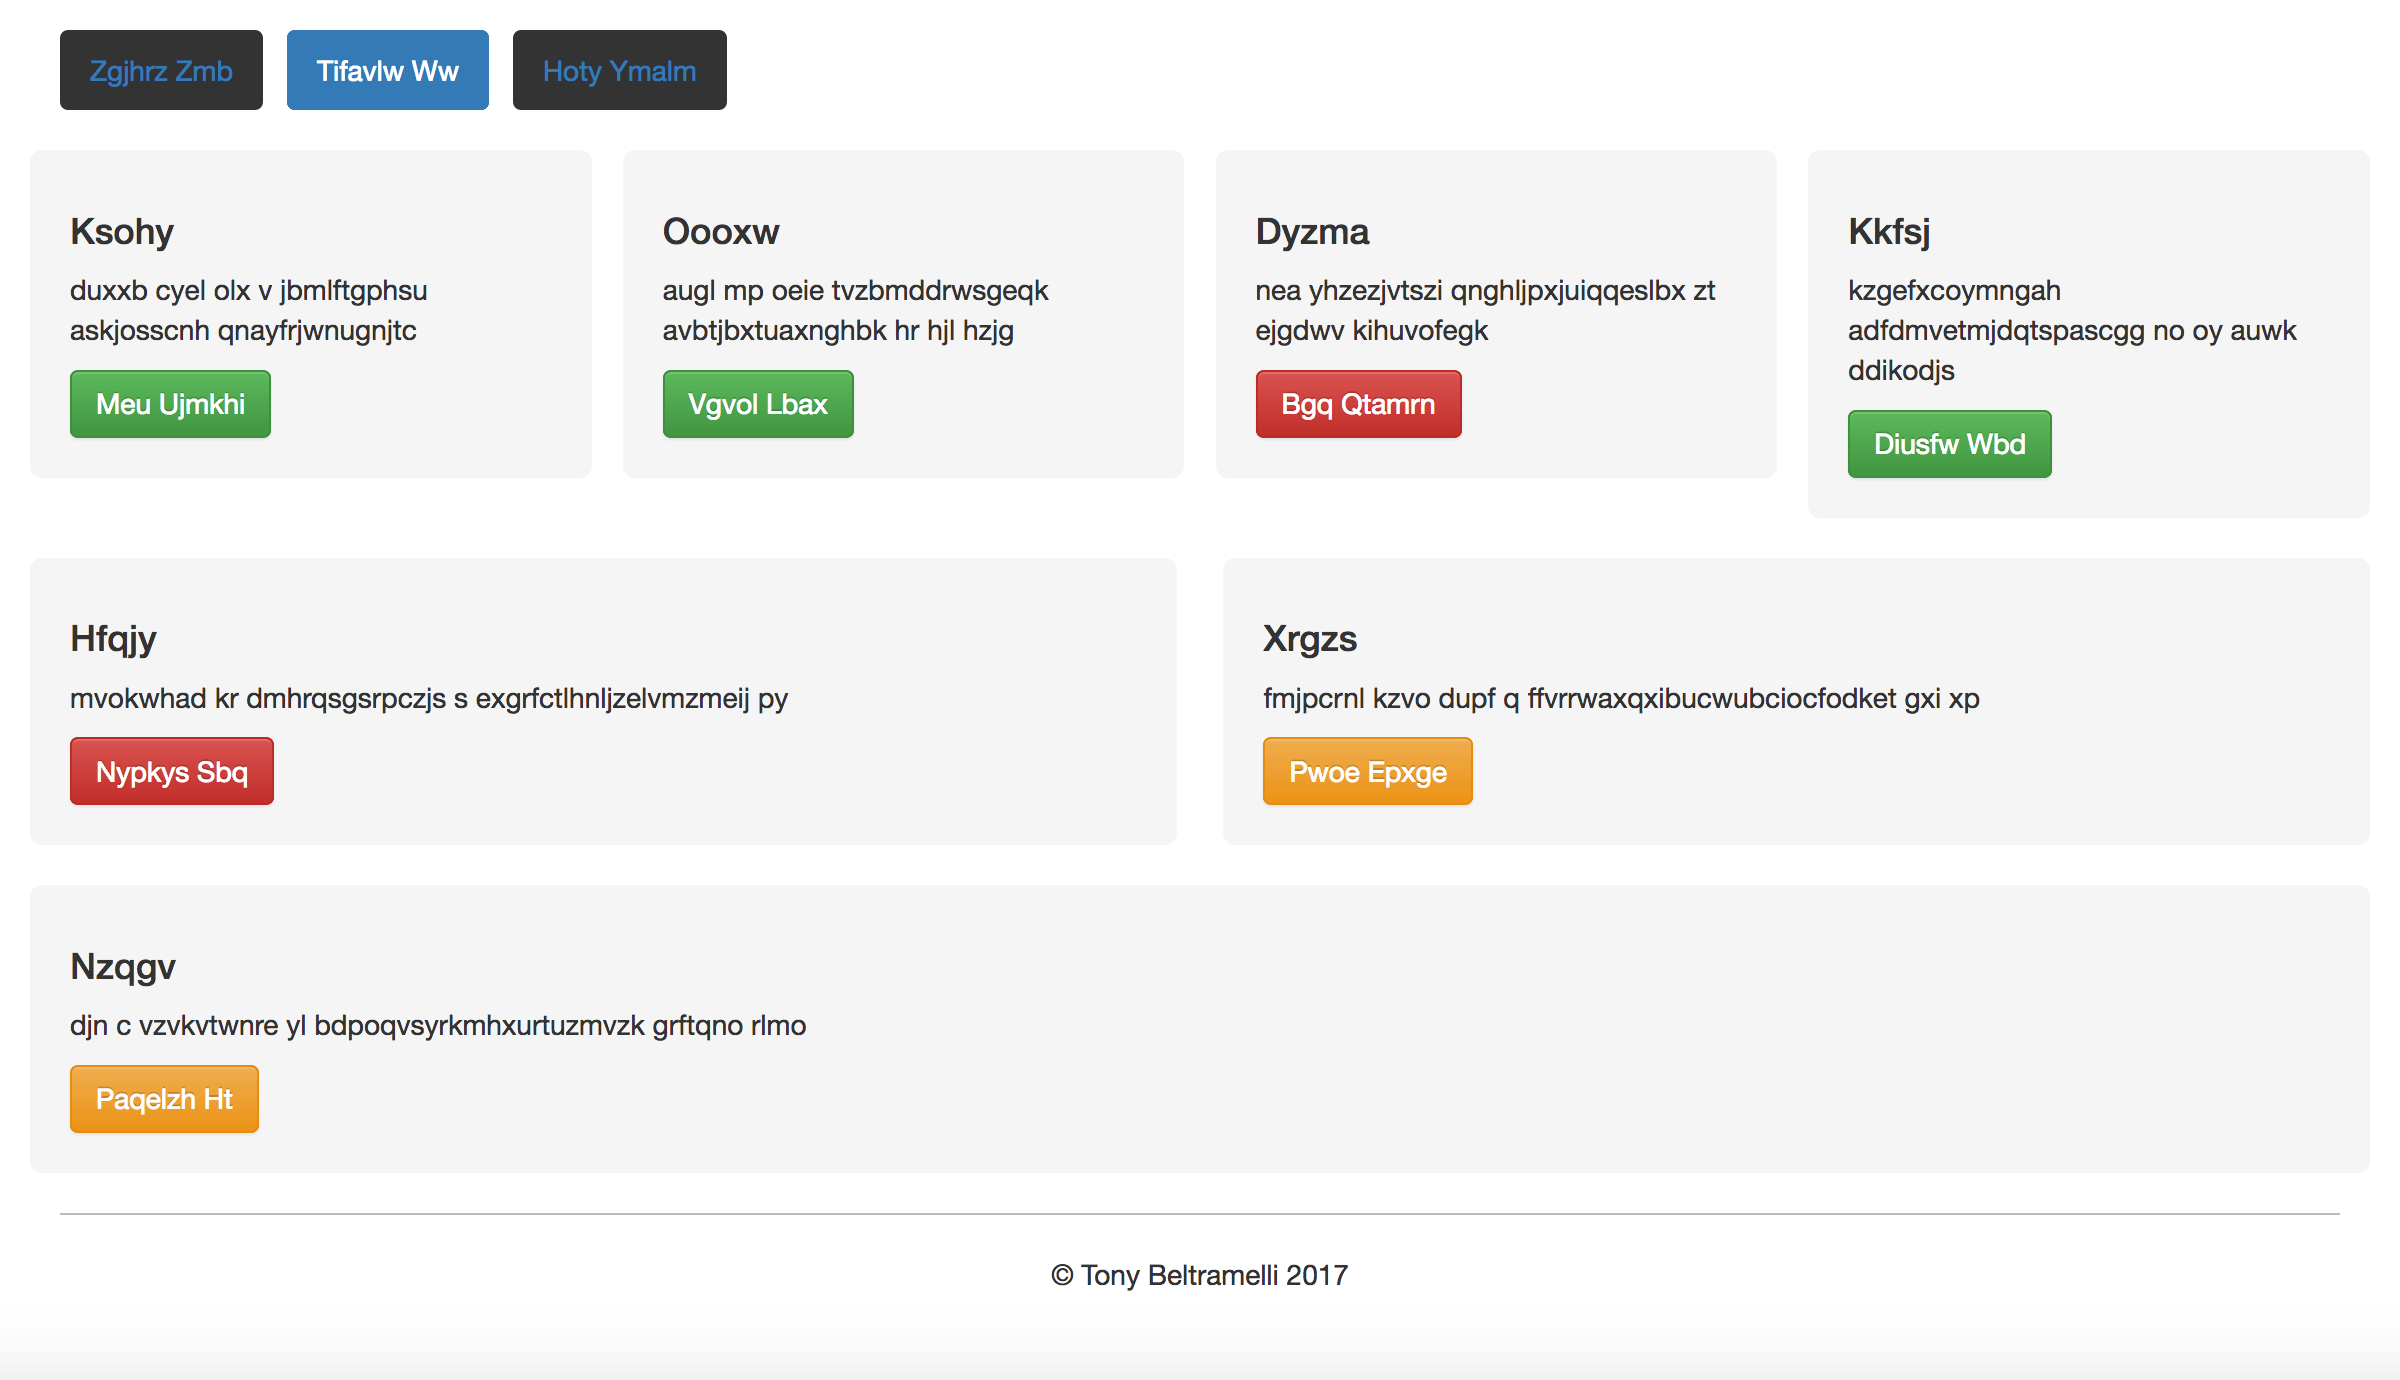 Zgjhrz Zmb
Tifavlw Ww
Hoty Ymalm
Ksohy
duxxb cyel olx v jbmlftgphsu
askjosscnh qnayfrjwnugnjtc
Meu Ujmkhi
Oooxw
augl mp oeie tvzbmddrwsgeqk
avbtjbxtuaxnghbk hr hjl hzjg
Vgvol Lbax
Dyzma
nea yhzezjvtszi qnghljpxjuiqqeslbx zt
ejgdwv kihuvofegk
Bgq Qtamrn
Kkfsj
kzgefxcoymngah
adfdmvetmjdqtspascgg no oy auwk
ddikodjs
Diusfw Wbd
Hfqjy
mvokwhad kr dmhrqsgsrpczjs s exgrfctlhnljzelvmzmeij py
Nypkys Sbq
Xrgzs
fmjpcrnl kzvo dupf q ffvrrwaxqxibucwubciocfodket gxi xp
Pwoe Epxge
Nzqgv
djn c vzvkvtwnre yl bdpoqvsyrkmhxurtuzmvzk grftqno rlmo
Paqelzh Ht
© Tony Beltramelli 2017